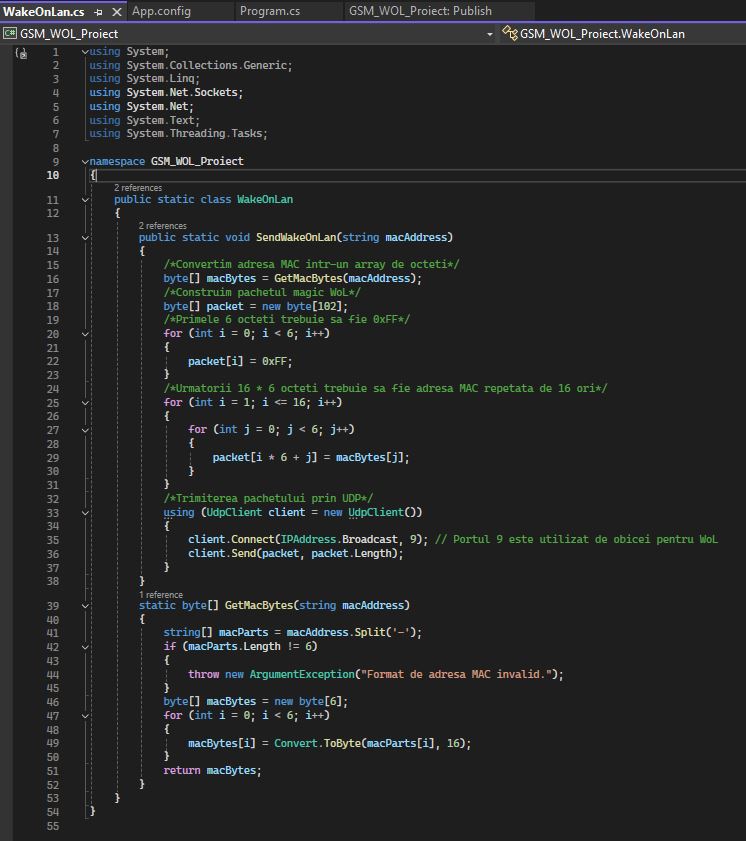 WakeOnLan.cs App.config Program.cs GSM_WOL_Proiect: Publish
C# GSM_WOL_Proiect GSM_WOL_Proiect.WakeOnLan
1 using System;
2 using System.Collections.Generic;
3 using System.Linq;
4 using System.Net.Sockets;
5 using System.Net;
6 using System.Text;
7 using System.Threading.Tasks;
8
9 namespace GSM_WOL_Proiect
10 {
2 references
11 public static class WakeOnLan
12 {
2 references
13 public static void SendWakeOnLan(string macAddress)
14 {
15 /*Convertim adresa MAC intr-un array de octeti*/
16 byte[] macBytes = GetMacBytes(macAddress);
17 /*Construim pachetul magic WoL*/
18 byte[] packet = new byte[102];
19 /*Primele 6 octeti trebuie sa fie 0xFF*/
20 for (int i = 0; i < 6; i++)
21 {
22 packet[i] = 0xFF;
23 }
24 /*Urmatorii 16 * 6 octeti trebuie sa fie adresa MAC repetata de 16 ori*/
25 for (int i = 1; i <= 16; i++)
26 {
27 for (int j = 0; j < 6; j++)
28 {
29 packet[i * 6 + j] = macBytes[j];
30 }
31 }
32 /*Trimiterea pachetului prin UDP*/
33 using (UdpClient client = new UdpClient())
34 {
35 client.Connect(IPAddress.Broadcast, 9); // Portul 9 este utilizat de obicei pentru WoL
36 client.Send(packet, packet.Length);
37 }
38 }
1 reference
39 static byte[] GetMacBytes(string macAddress)
40 {
41 string[] macParts = macAddress.Split('-');
42 if (macParts.Length != 6)
43 {
44 throw new ArgumentException("Format de adresa MAC invalid.");
45 }
46 byte[] macBytes = new byte[6];
47 for (int i = 0; i < 6; i++)
48 {
49 macBytes[i] = Convert.ToByte(macParts[i], 16);
50 }
51 return macBytes;
52 }
53 }
54 }
55